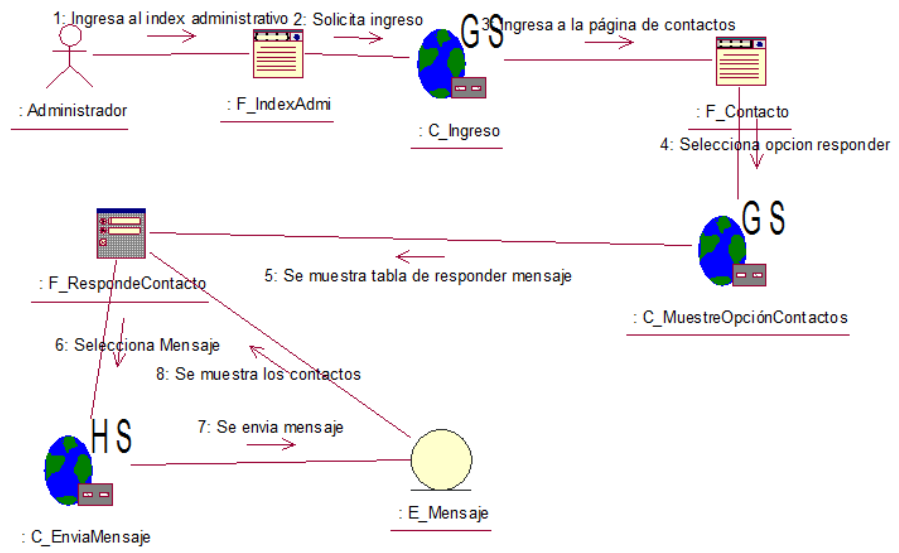 1: Ingresa al index administrativo
2: Solicita ingreso
3: Ingresa a la página de contactos
GS
: Administrador
: F_IndexAdmi
: C_Ingreso
: F_Contacto
4: Selecciona opcion responder
GS
: F_RespondeContacto
5: Se muestra tabla de responder mensaje
: C_MuestreOpciónContactos
6: Selecciona Mensaje
8: Se muestra los contactos
HS
7: Se envia mensaje
: E_Mensaje
: C_EnviaMensaje